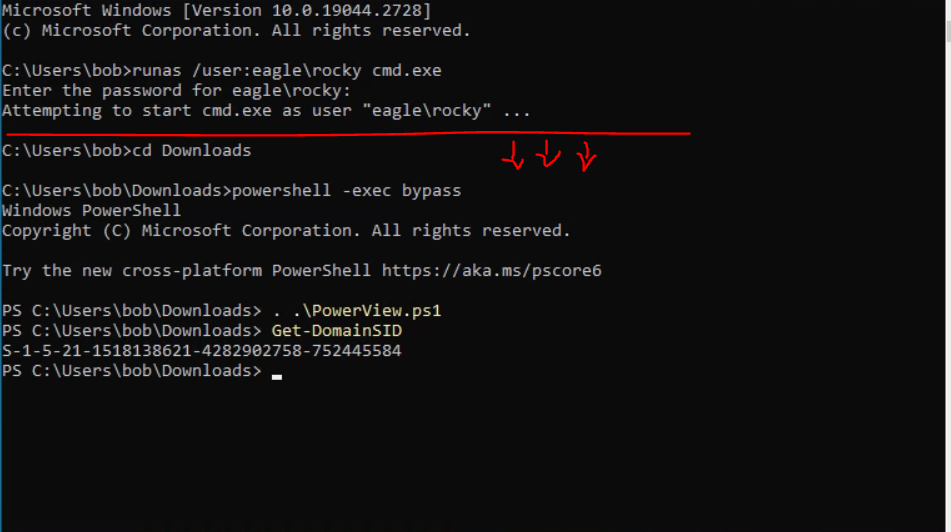 Microsoft Windows [Version 10.0.19044.2728]
(c) Microsoft Corporation. All rights reserved.
C:\Users\bob>runas /user:eagle\rocky cmd.exe
Enter the password for eagle\rocky:
Attempting to start cmd.exe as user "eagle\rocky" ...
C:\Users\bob>cd Downloads
C:\Users\bob\Downloads>powershell -exec bypass
Windows PowerShell
Copyright (C) Microsoft Corporation. All rights reserved.
Try the new cross-platform PowerShell https://aka.ms/pscore6
PS C:\Users\bob\Downloads> . .\PowerView.ps1
PS C:\Users\bob\Downloads> Get-DomainSID
S-1-5-21-1518138621-4282902758-752445584
PS C:\Users\bob\Downloads>